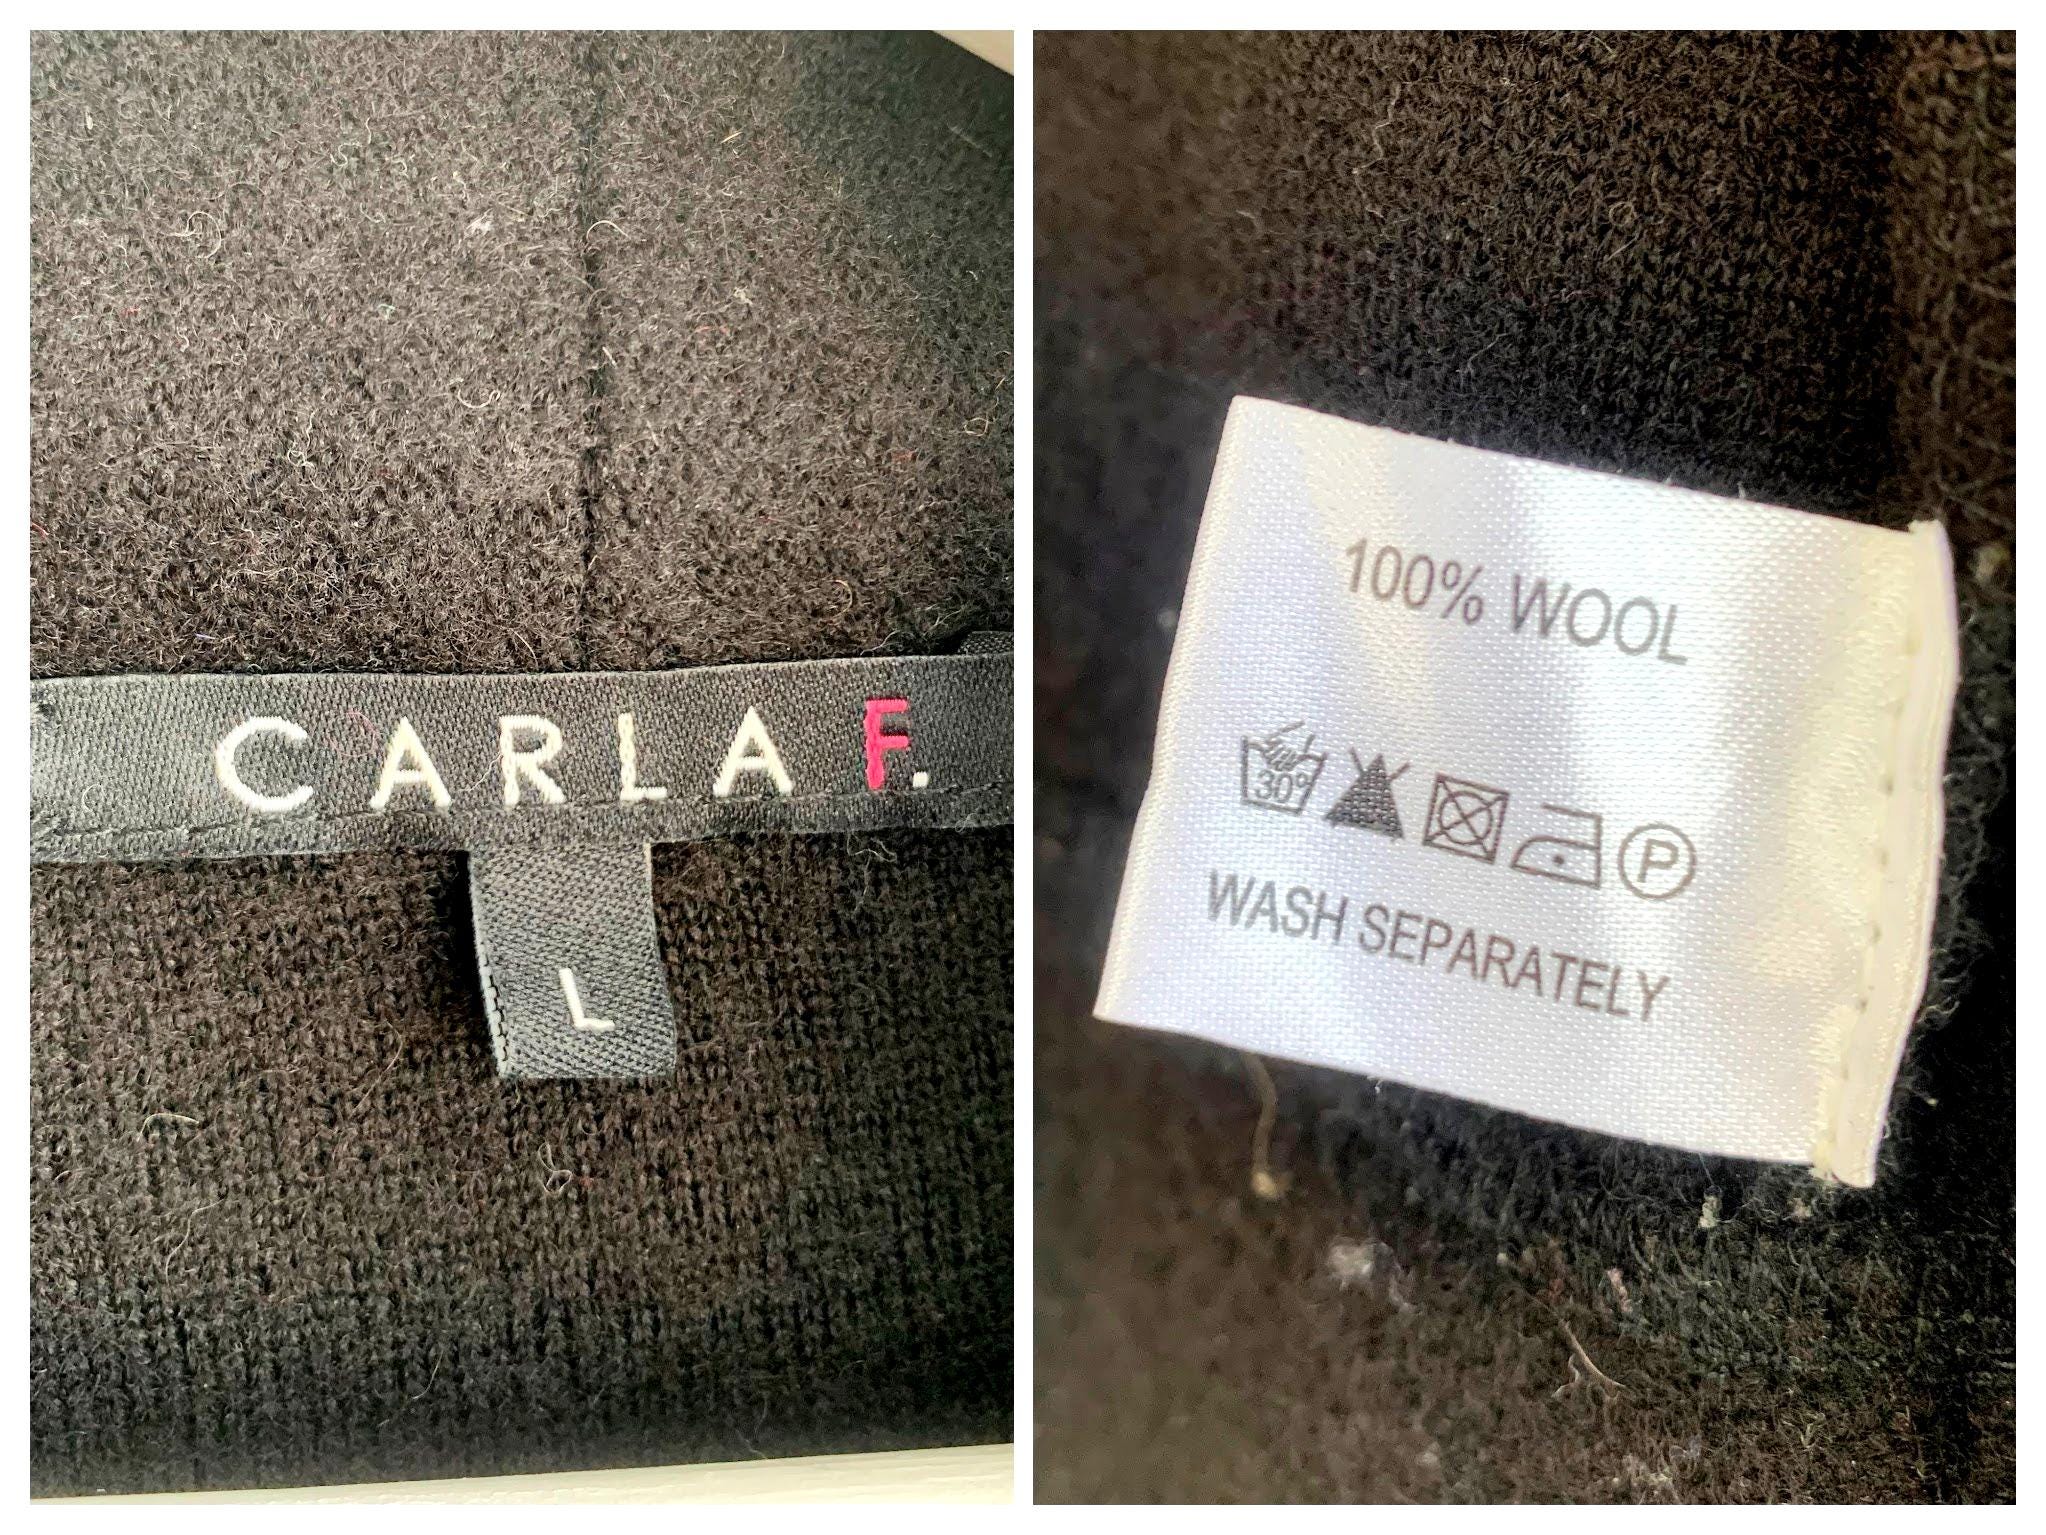 CARLA F.
L
100% WOOL
30°
P
WASH SEPARATELY